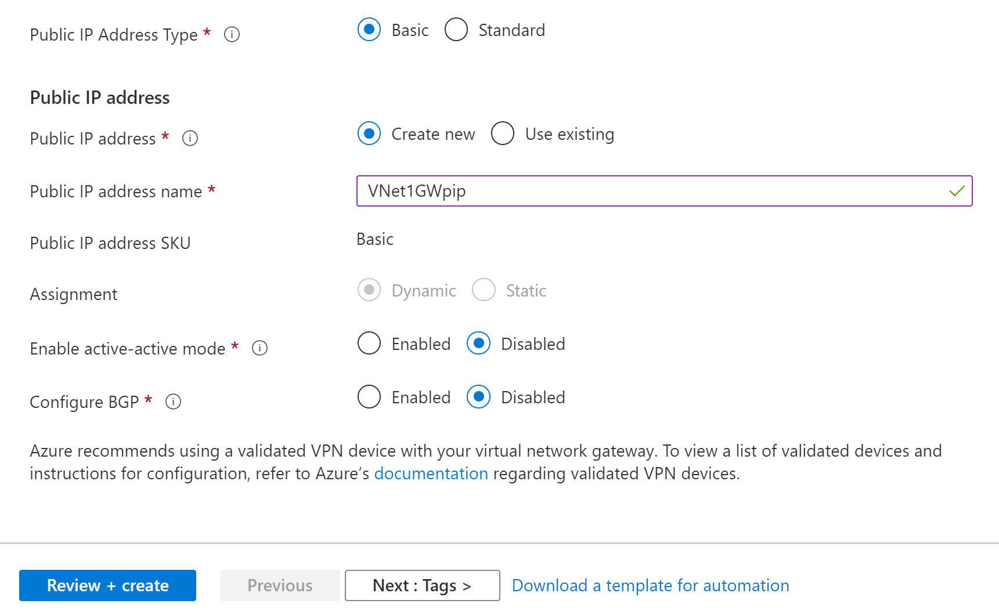 Public IP Address Type * Basic Standard
Public IP address
Public IP address * Create new Use existing
Public IP address name * VNet1GWpip
Public IP address SKU Basic
Assignment Dynamic Static
Enable active-active mode * Enabled Disabled
Configure BGP * Enabled Disabled
Azure recommends using a validated VPN device with your virtual network gateway. To view a list of validated devices and
instructions for configuration, refer to Azure’s documentation regarding validated VPN devices.
Review + create Previous Next : Tags > Download a template for automation